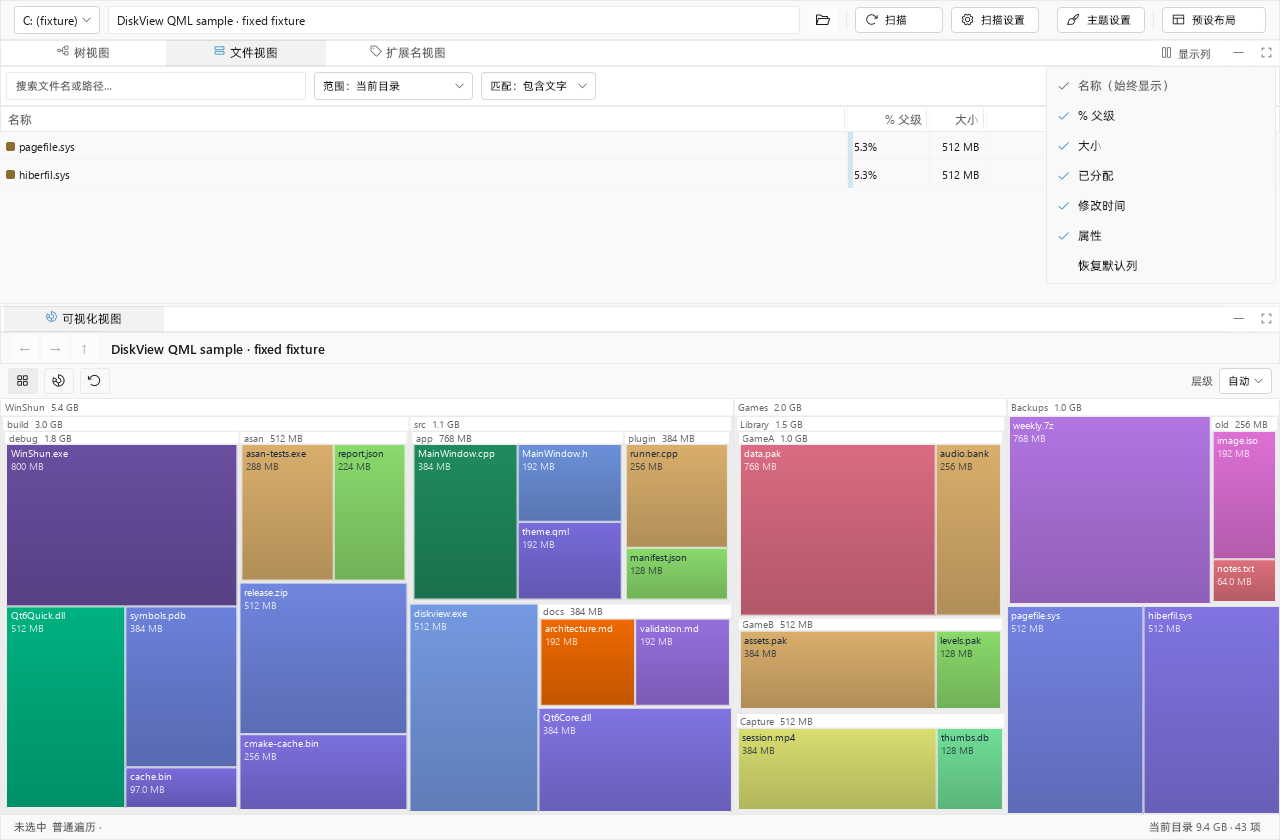 C: (fixture) DiskView QML sample · fixed fixture 扫描 扫描设置 主题设置 预设布局
树视图 文件视图 扩展名视图 显示列
搜索文件名或路径... 范围：当前目录 匹配：包含文字
名称 % 父级 大小
pagefile.sys 5.3% 512 MB
hiberfil.sys 5.3% 512 MB
名称（始终显示）
% 父级
大小
已分配
修改时间
属性
恢复默认列
可视化视图
← → ↑ DiskView QML sample · fixed fixture
层级 自动
WinShun 5.4 GB
build 3.0 GB
debug 1.8 GB
WinShun.exe
800 MB
Qt6Quick.dll
512 MB
symbols.pdb
384 MB
cache.bin
97.0 MB
asan 512 MB
asan-tests.exe
288 MB
report.json
224 MB
release.zip
512 MB
cmake-cache.bin
256 MB
src 1.1 GB
app 768 MB
MainWindow.cpp
384 MB
MainWindow.h
192 MB
theme.qml
192 MB
plugin 384 MB
runner.cpp
256 MB
manifest.json
128 MB
diskview.exe
512 MB
docs 384 MB
architecture.md
192 MB
validation.md
192 MB
Qt6Core.dll
384 MB
Games 2.0 GB
Library 1.5 GB
GameA 1.0 GB
data.pak
768 MB
audio.bank
256 MB
GameB 512 MB
assets.pak
384 MB
levels.pak
128 MB
Capture 512 MB
session.mp4
384 MB
thumbs.db
128 MB
Backups 1.0 GB
weekly.7z
768 MB
old 256 MB
image.iso
192 MB
notes.txt
64.0 MB
pagefile.sys
512 MB
hiberfil.sys
512 MB
未选中 普通遍历 · 当前目录 9.4 GB · 43 项